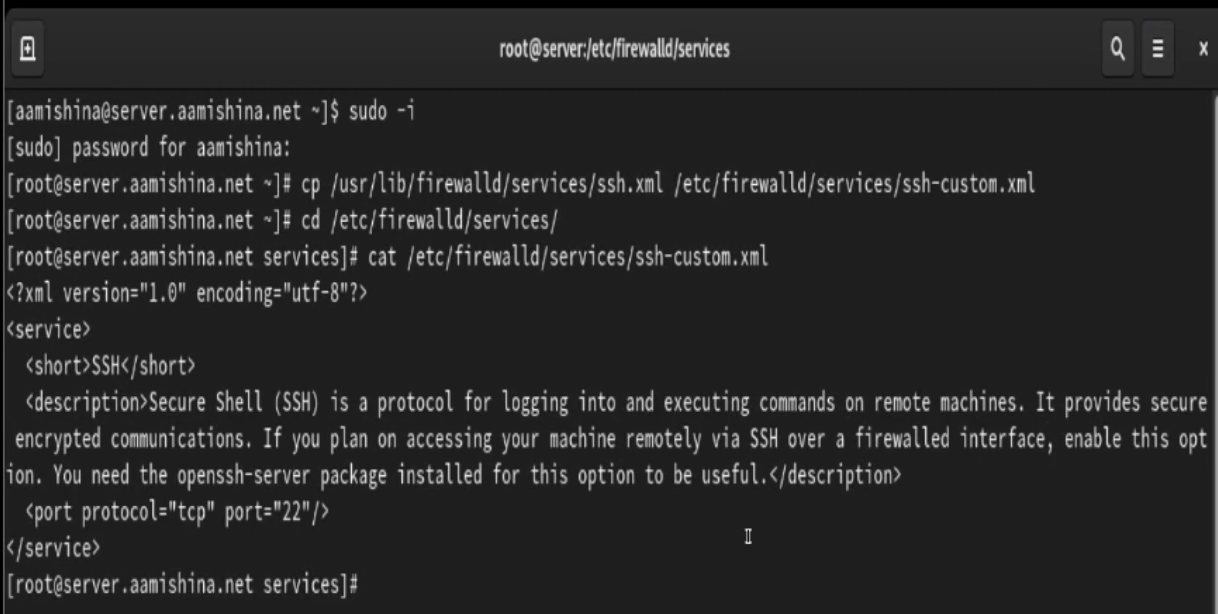 root@server:/etc/firewalld/services
[aamishina@server.aamishina.net ~]$ sudo -i
[sudo] password for aamishina:
[root@server.aamishina.net ~]# cp /usr/lib/firewalld/services/ssh.xml /etc/firewalld/services/ssh-custom.xml
[root@server.aamishina.net ~]# cd /etc/firewalld/services/
[root@server.aamishina.net services]# cat /etc/firewalld/services/ssh-custom.xml
<?xml version="1.0" encoding="utf-8"?>
<service>
  <short>SSH</short>
  <description>Secure Shell (SSH) is a protocol for logging into and executing commands on remote machines. It provides secure
 encrypted communications. If you plan on accessing your machine remotely via SSH over a firewalled interface, enable this opt
ion. You need the openssh-server package installed for this option to be useful.</description>
  <port protocol="tcp" port="22"/>
</service>
[root@server.aamishina.net services]#